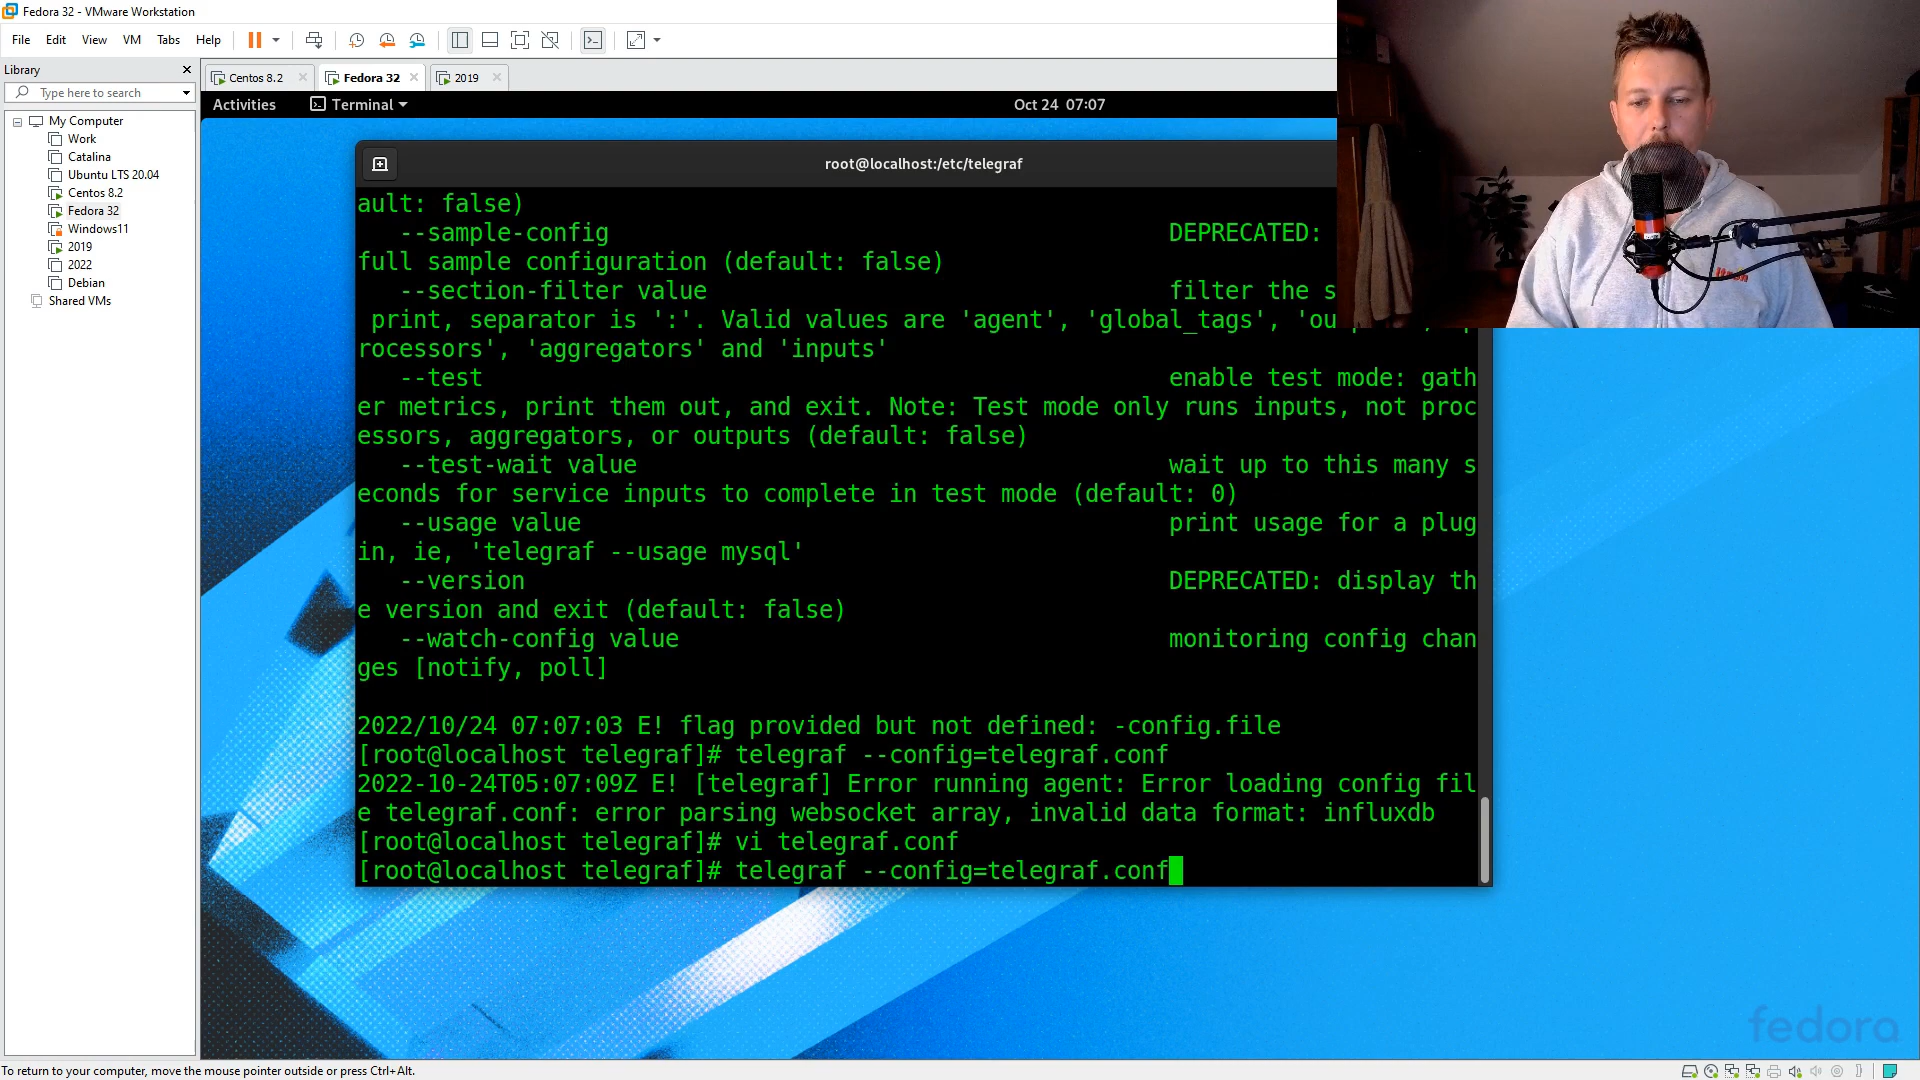 Fedora 32 - VMware Workstation
File Edit View VM Tabs Help
Library
Type here to search
My Computer
Work
Catalina
Ubuntu LTS 20.04
Centos 8.2
Fedora 32
Windows11
2019
2022
Debian
Shared VMs
Centos 8.2 Fedora 32 2019
Activities Terminal Oct 24 07:07
root@localhost:/etc/telegraf
ault: false)
--sample-config DEPRECATED:
full sample configuration (default: false)
--section-filter value filter the s
print, separator is ':'. Valid values are 'agent', 'global_tags',
rocessors', 'aggregators' and 'inputs'
--test enable test mode: gath
er metrics, print them out, and exit. Note: Test mode only runs inputs, not proc
essors, aggregators, or outputs (default: false)
--test-wait value wait up to this many s
econds for service inputs to complete in test mode (default: 0)
--usage value print usage for a plug
in, ie, 'telegraf --usage mysql'
--version DEPRECATED: display th
e version and exit (default: false)
--watch-config value monitoring config chan
ges [notify, poll]
2022/10/24 07:07:03 E! flag provided but not defined: -config.file
[root@localhost telegraf]# telegraf --config=telegraf.conf
2022-10-24T05:07:09Z E! [telegraf] Error running agent: Error loading config fil
e telegraf.conf: error parsing websocket array, invalid data format: influxdb
[root@localhost telegraf]# vi telegraf.conf
[root@localhost telegraf]# telegraf --config=telegraf.conf
fedora
To return to your computer, move the mouse pointer outside or press Ctrl+Alt.